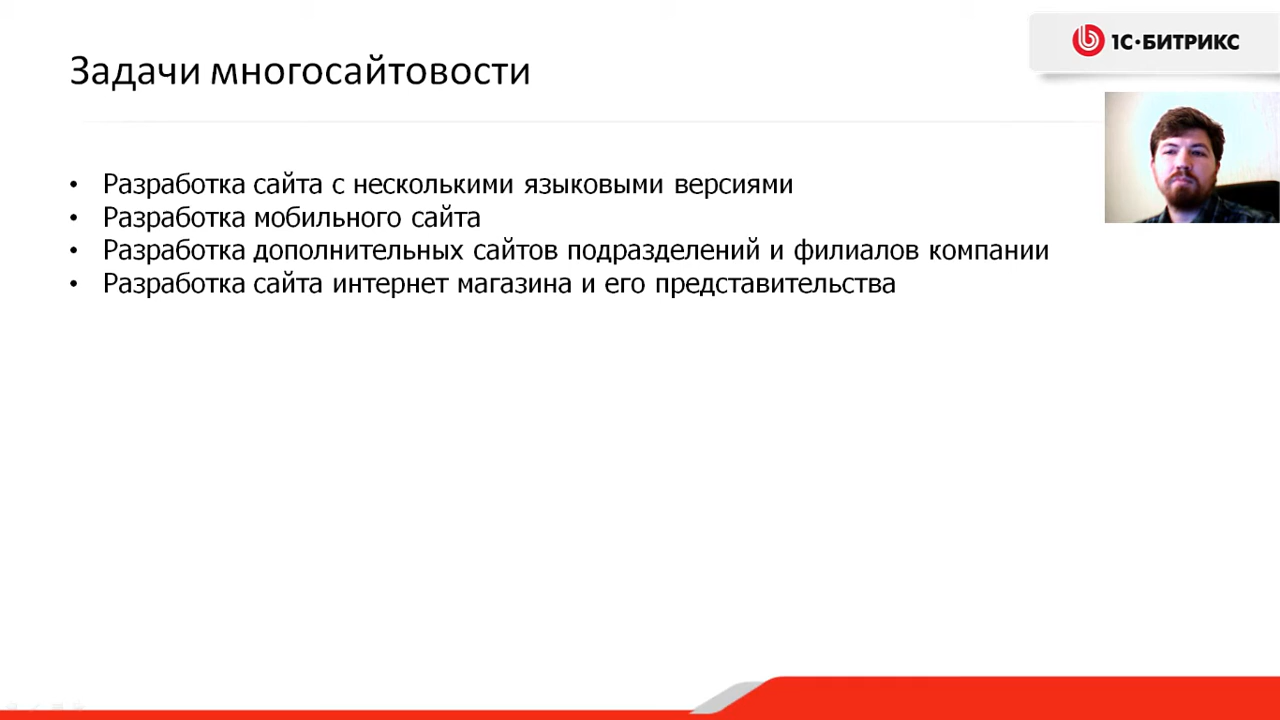 1С•БИТРИКС
Задачи многосайтовости
• Разработка сайта с несколькими языковыми версиями
• Разработка мобильного сайта
• Разработка дополнительных сайтов подразделений и филиалов компании
• Разработка сайта интернет магазина и его представительства